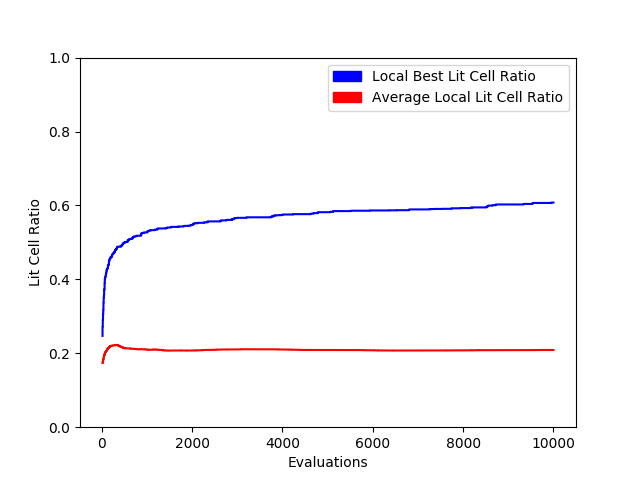 Local Best Lit Cell Ratio
Average Local Lit Cell Ratio
1.0
0.8
0.6
0.4
0.2
0.0
Lit Cell Ratio
0 2000 4000 6000 8000 10000
Evaluations